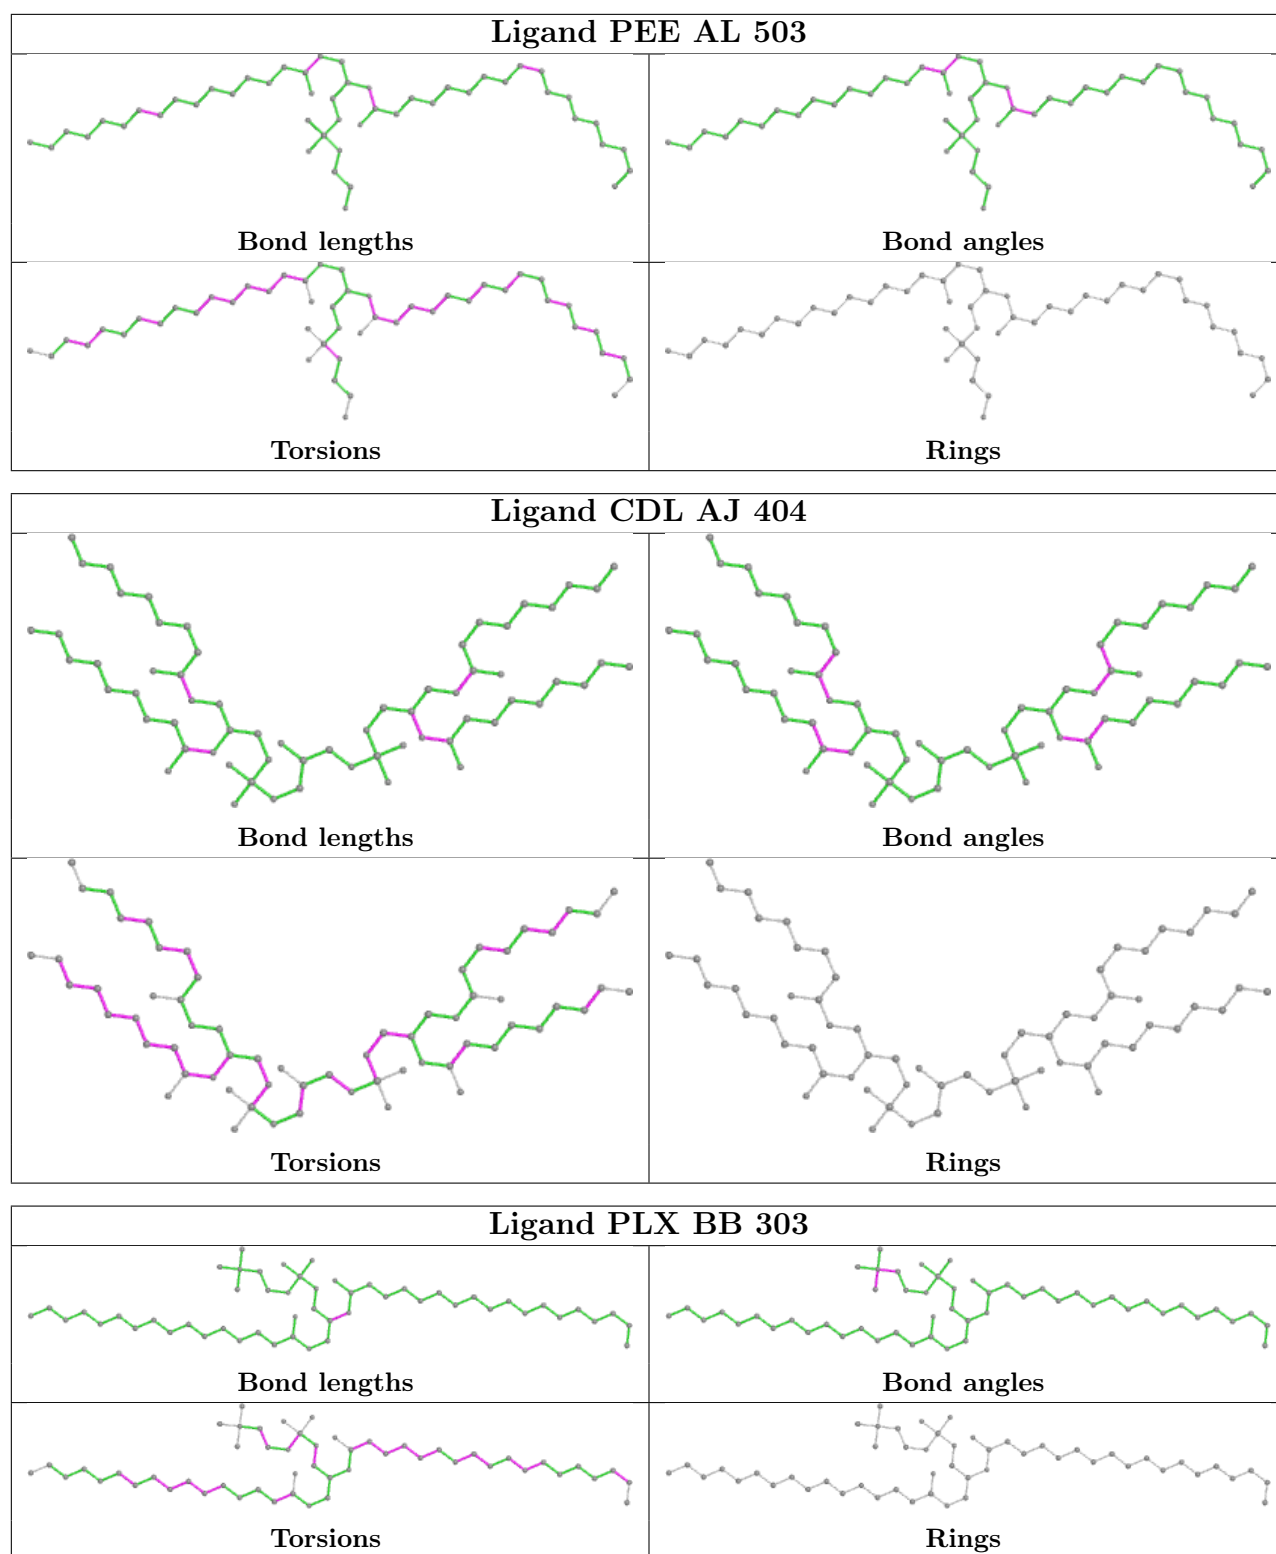 Ligand PEE AL 503
Bond lengths
Bond angles
Torsions
Rings
Ligand CDL AJ 404
Bond lengths
Bond angles
Torsions
Rings
Ligand PLX BB 303
Bond lengths
Bond angles
Torsions
Rings